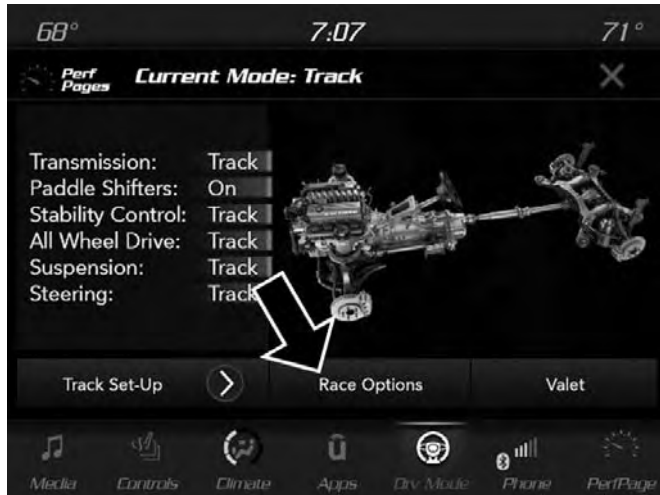 68° 7:07 71°
Perf Pages Current Mode: Track
Transmission: Track
Paddle Shifters: On
Stability Control: Track
All Wheel Drive: Track
Suspension: Track
Steering: Track
Track Set-Up Race Options Valet
Media Controls Climate Apps Drv Mode Phone PerfPage